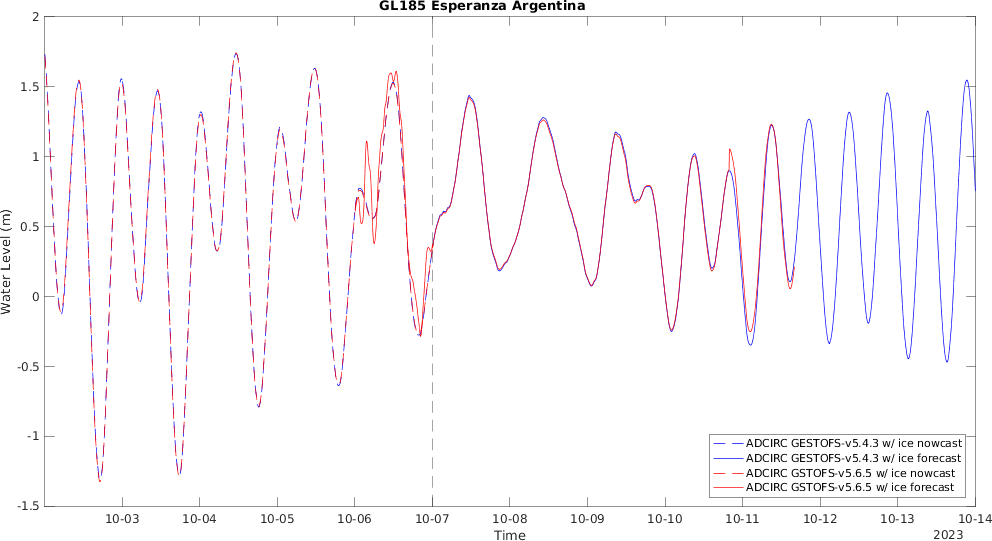 GL185 Esperanza Argentina
2
1.5
1
0.5
0
-0.5
-1
-1.5
Water Level (m)
ADCIRC GESTOFS-v5.4.3 w/ ice nowcast
ADCIRC GESTOFS-v5.4.3 w/ ice forecast
ADCIRC GSTOFS-v5.6.5 w/ ice nowcast
ADCIRC GSTOFS-v5.6.5 w/ ice forecast
10-03 10-04 10-05 10-06 10-07 10-08 10-09 10-10 10-11 10-12 10-13 10-14
Time
2023